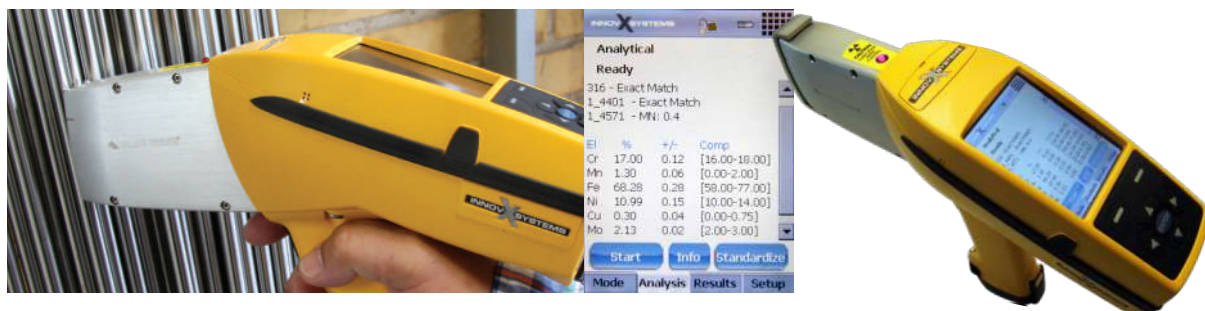 INNOV X SYSTEMS
INNOV X SYSTEMS
Analytical
Ready
316 - Exact Match
1_4401 - Exact Match
1_4571 - MN: 0.4
El % +/- Comp
Cr 17.00 0.12 [16.00-18.00]
Mn 1.30 0.06 [0.00-2.00]
Fe 68.28 0.28 [58.00-77.00]
Ni 10.99 0.15 [10.00-14.00]
Cu 0.30 0.04 [0.00-0.75]
Mo 2.13 0.02 [2.00-3.00]
Start Info Standardize
Mode Analysis Results Setup
INNOV X SYSTEMS
Analytical
Ready